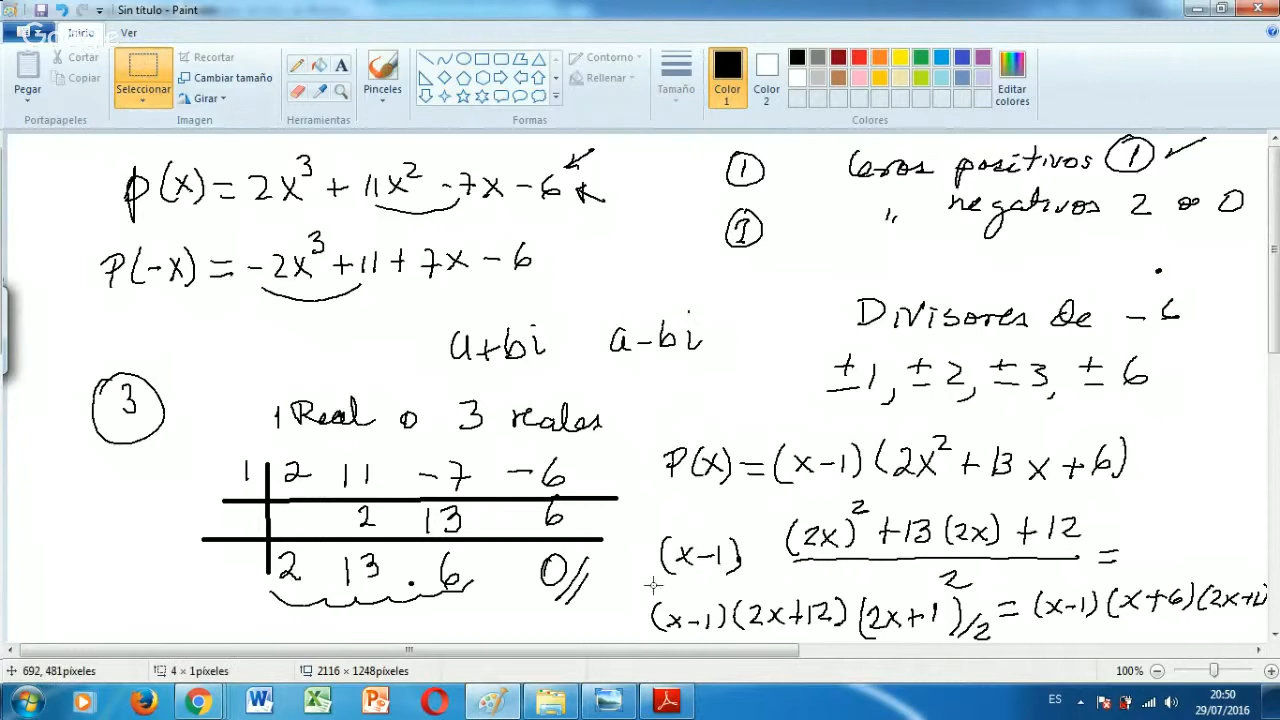 Sin título - Paint
Inicio Ver
Pegar
Cortar
Copiar
Portapapeles
Seleccionar
Recortar
Cambiar tamaño
Girar
Imagen
A
Herramientas
Pinceles
Contorno
Rellenar
Formas
Tamaño
Color 1
Color 2
Editar colores
Colores
P(x) = 2x³ + 11x² - 7x - 6
P(-x) = -2x³ + 11 + 7x - 6
① Ceros positivos ①
② " negativos 2 o 0
a+bi a-bi
Divisores de - 6
±1, ±2, ±3, ±6
3
1 Real o 3 reales
1 | 2 11 -7 -6
2 13 6
2 13 . 6 0//
P(x) = (x-1)(2x² + 13x + 6)
(x-1) (2x)² + 13(2x) + 12 =
2
(x-1)(2x+12)(2x+1)/2 = (x-1)(x+6)(2x+1)
692, 481píxeles
4 × 1píxeles
2116 × 1248píxeles
100%
ES
20:50
29/07/2016